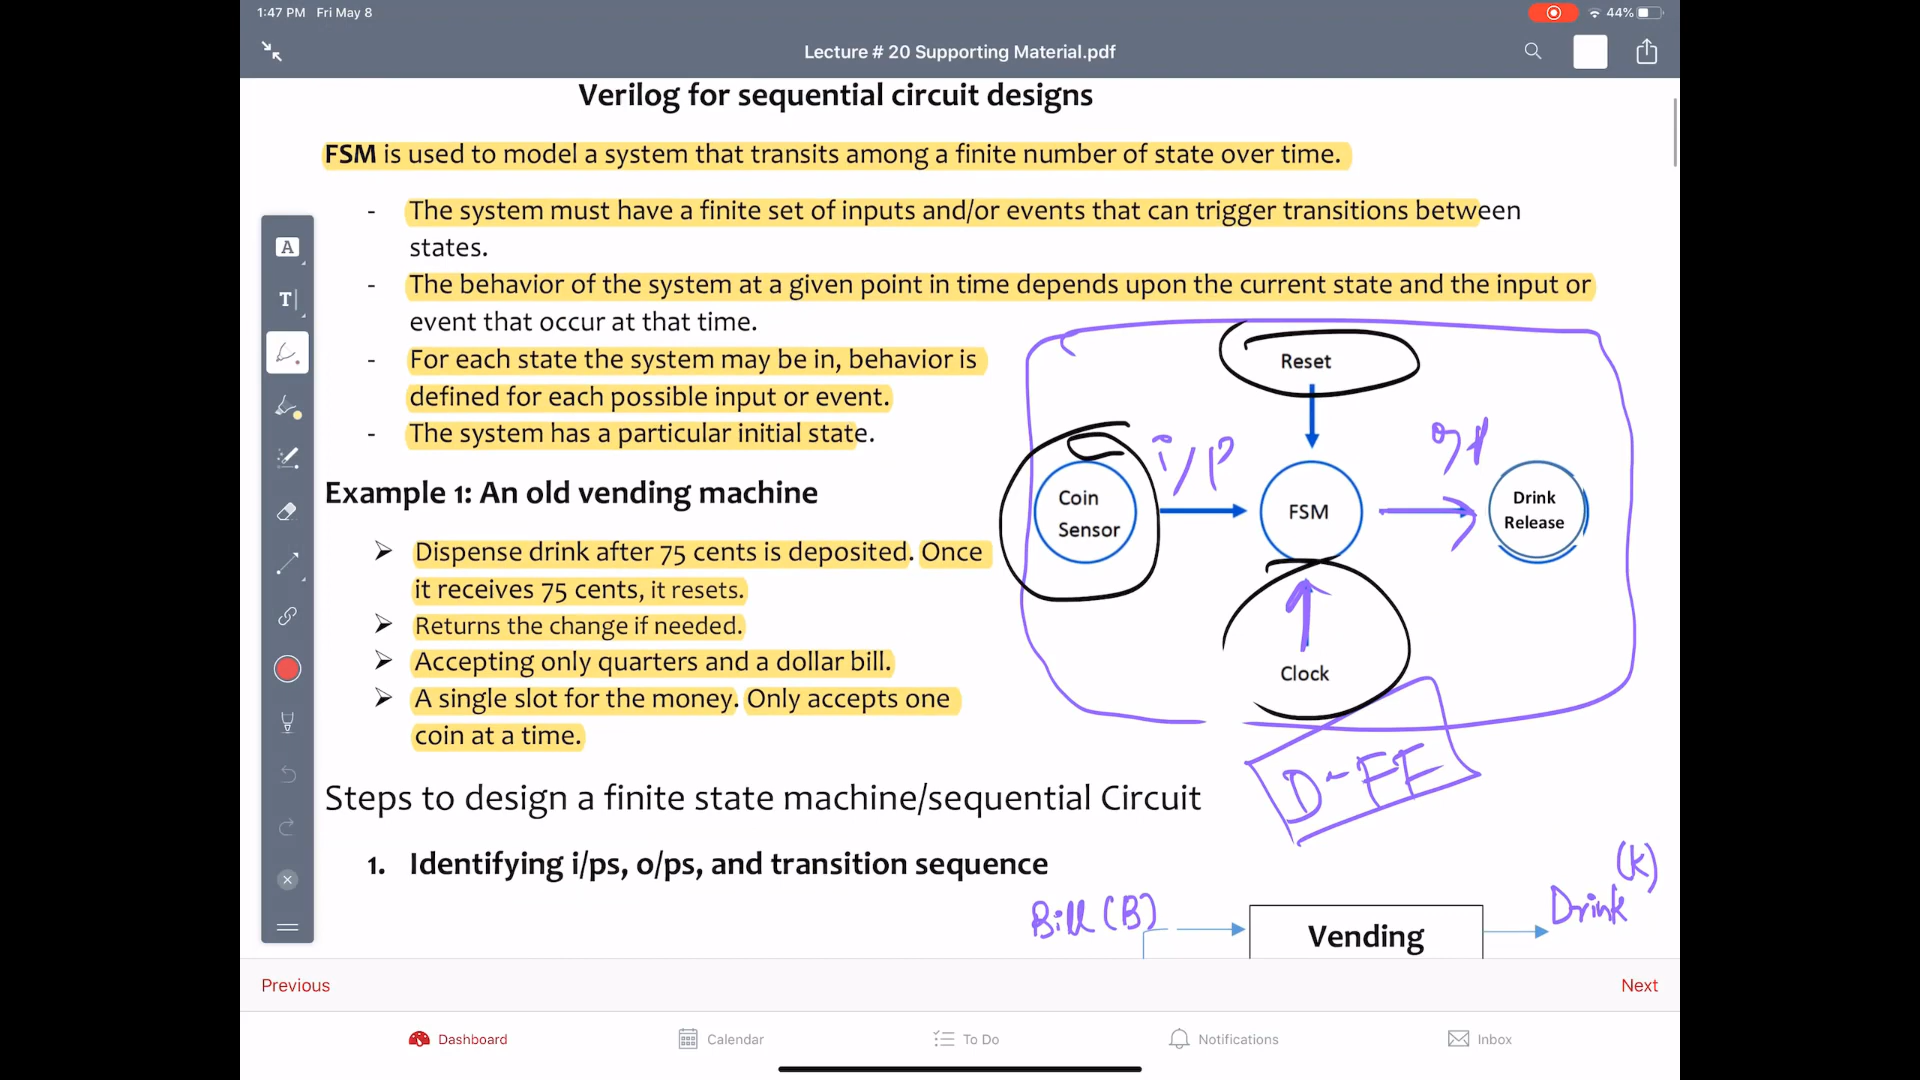 1:47 PM Fri May 8
44%
Lecture # 20 Supporting Material.pdf
Verilog for sequential circuit designs
FSM is used to model a system that transits among a finite number of state over time.
- The system must have a finite set of inputs and/or events that can trigger transitions between
states.
- The behavior of the system at a given point in time depends upon the current state and the input or
event that occur at that time.
- For each state the system may be in, behavior is
defined for each possible input or event.
- The system has a particular initial state.
Reset
i/p
o/p
Coin
Sensor
FSM
Drink
Release
Clock
D-FF
Example 1: An old vending machine
➢ Dispense drink after 75 cents is deposited. Once
it receives 75 cents, it resets.
➢ Returns the change if needed.
➢ Accepting only quarters and a dollar bill.
➢ A single slot for the money. Only accepts one
coin at a time.
Steps to design a finite state machine/sequential Circuit
1. Identifying i/ps, o/ps, and transition sequence
Bill (B)
Vending
Drink (K)
A
T
Previous
Next
Dashboard
Calendar
To Do
Notifications
Inbox